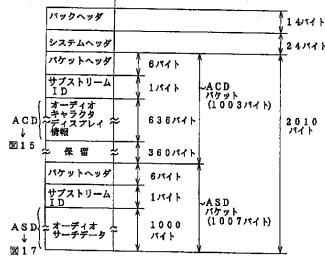 パックヘッダ
14バイト
システムヘッダ
24バイト
パケットヘッダ
6バイト
サブストリーム
ID
1バイト
ACD
↓
図15
オーディオ
キャラクタ
ディスプレイ
情報
636バイト
ACD
パケット
(1003バイト)
2010
バイト
保留
360バイト
パケットヘッダ
6バイト
サブストリーム
ID
1バイト
ASD
パケット
(1007バイト)
ASD
↓
図17
オーディオ
サーチデータ
1000
バイト